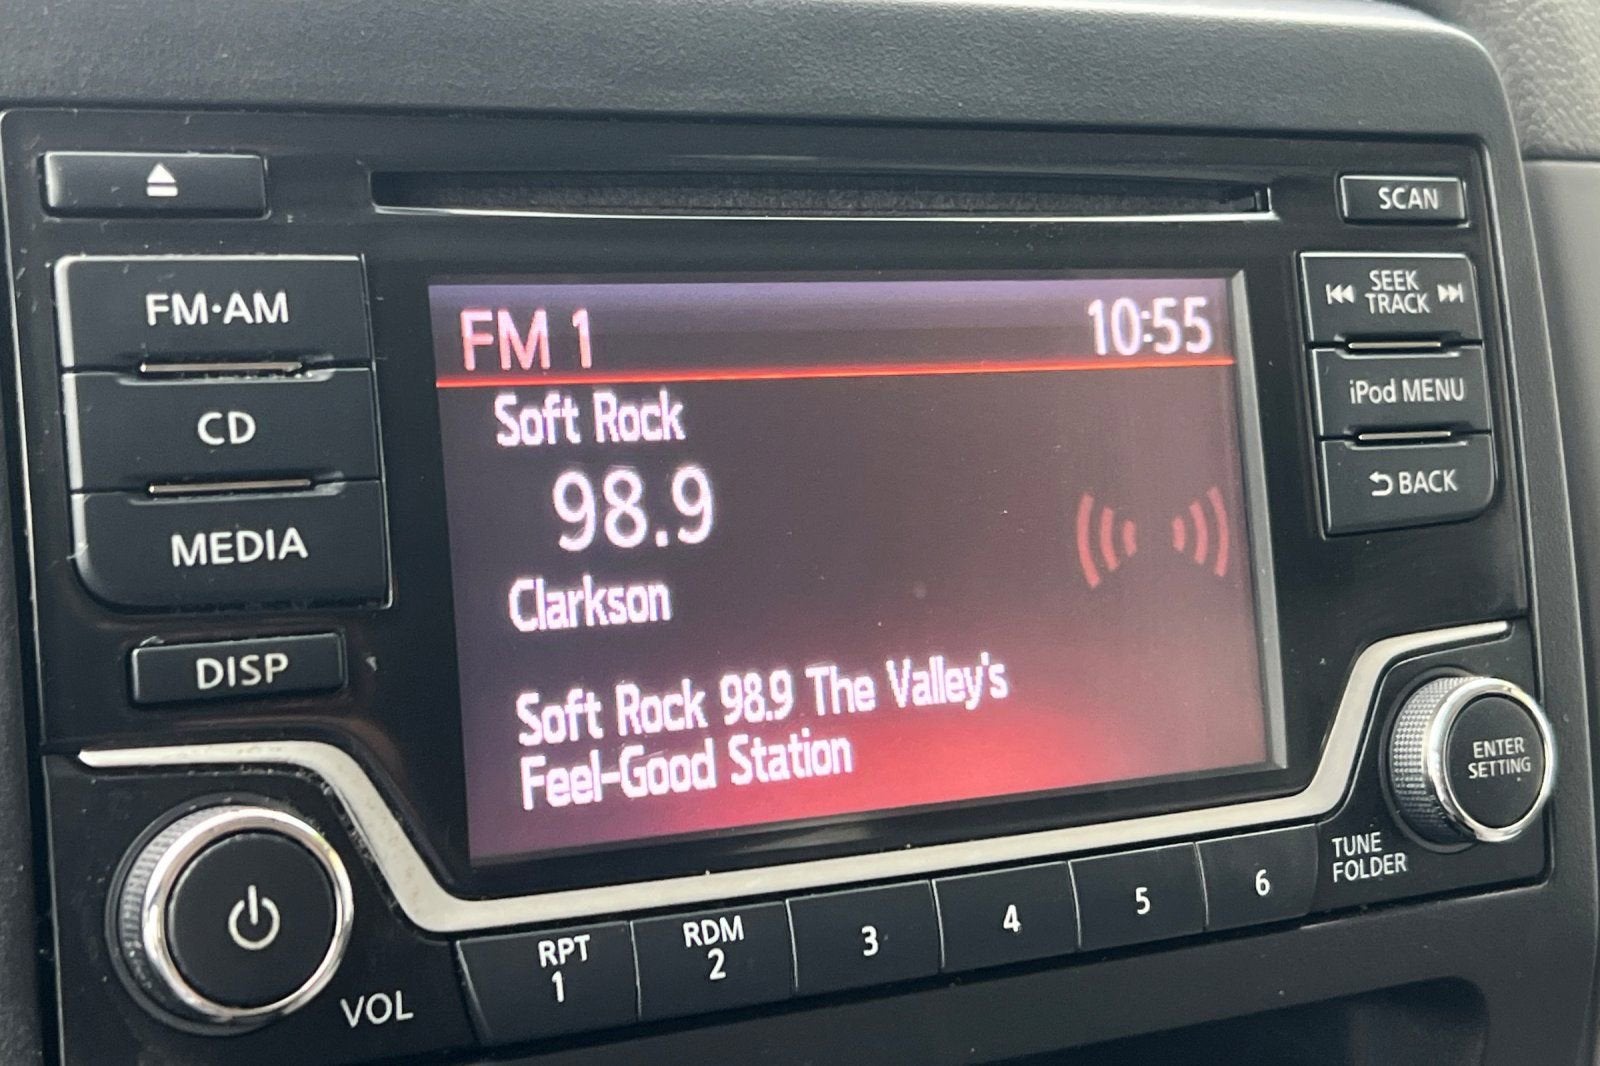 SCAN
FM·AM
CD
MEDIA
DISP
FM 1 10:55
Soft Rock
98.9
Clarkson
Soft Rock 98.9 The Valley's
Feel-Good Station
SEEK
TRACK
iPod MENU
BACK
ENTER
SETTING
TUNE
FOLDER
VOL
RPT
1
RDM
2
3
4
5
6